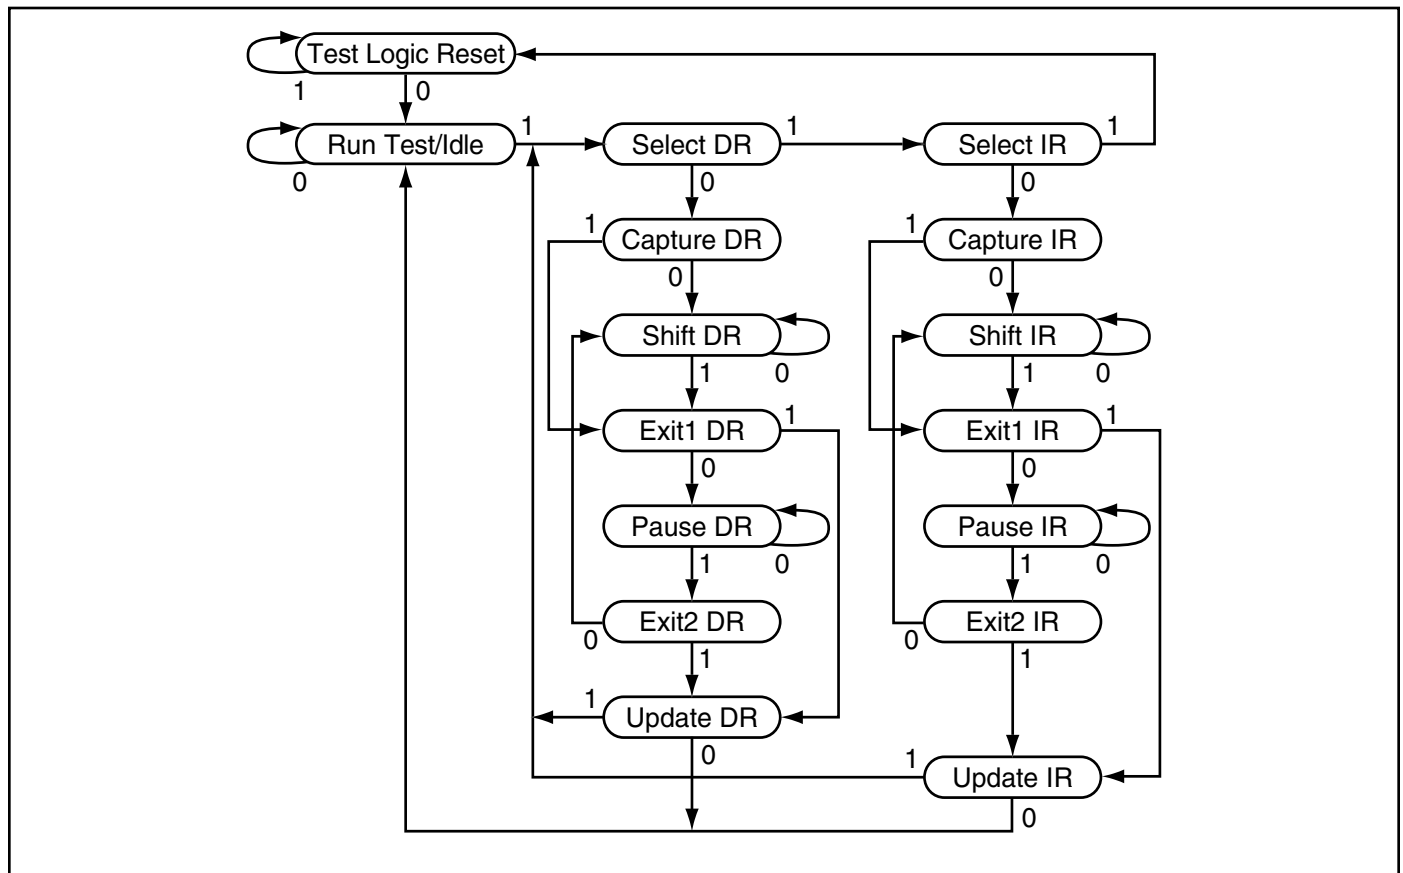 Test Logic Reset
1 0
Run Test/Idle 1 Select DR 1 Select IR 1
0 0 0
1 Capture DR 1 Capture IR
0 0
Shift DR Shift IR
1 0 1 0
Exit1 DR 1 Exit1 IR 1
0 0
Pause DR Pause IR
1 0 1 0
Exit2 DR Exit2 IR
0 1 0 1
1 Update DR
0 1 Update IR
0